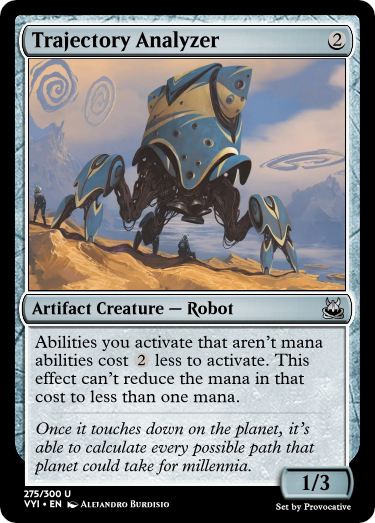 Trajectory Analyzer 2
Artifact Creature — Robot
Abilities you activate that aren't mana
abilities cost 2 less to activate. This
effect can't reduce the mana in that
cost to less than one mana.
Once it touches down on the planet, it's
able to calculate every possible path that
planet could take for millennia.
1/3
275/300 U
VYI • EN Alejandro Burdisio
Set by Provocative